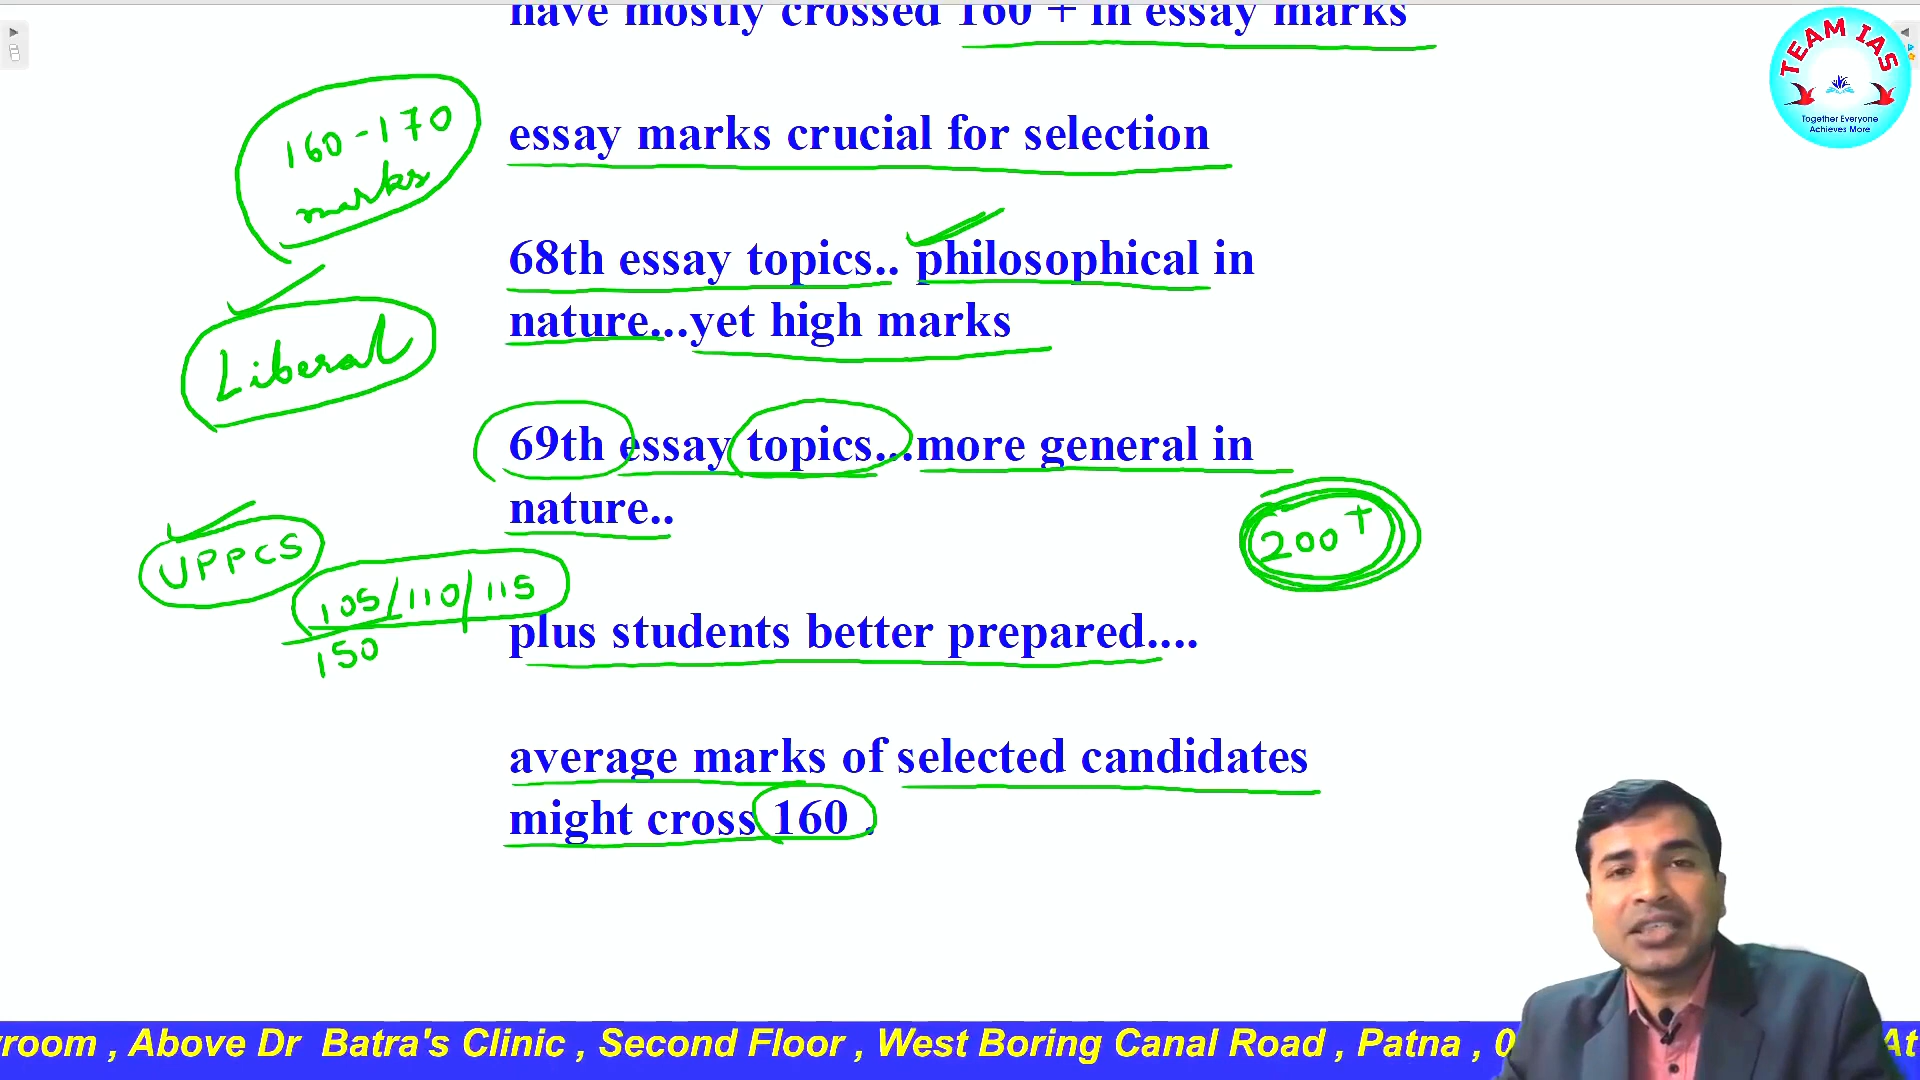 have mostly crossed 160 + in essay marks
TEAM IAS
Together Everyone
Achieves More
160-170
marks
essay marks crucial for selection
68th essay topics.. philosophical in
nature...yet high marks
Liberal
69th essay topics...more general in
nature..
200+
UPPCS
105/110/115
150
plus students better prepared....
average marks of selected candidates
might cross 160 .
room , Above Dr Batra's Clinic , Second Floor , West Boring Canal Road , Patna , 0
At